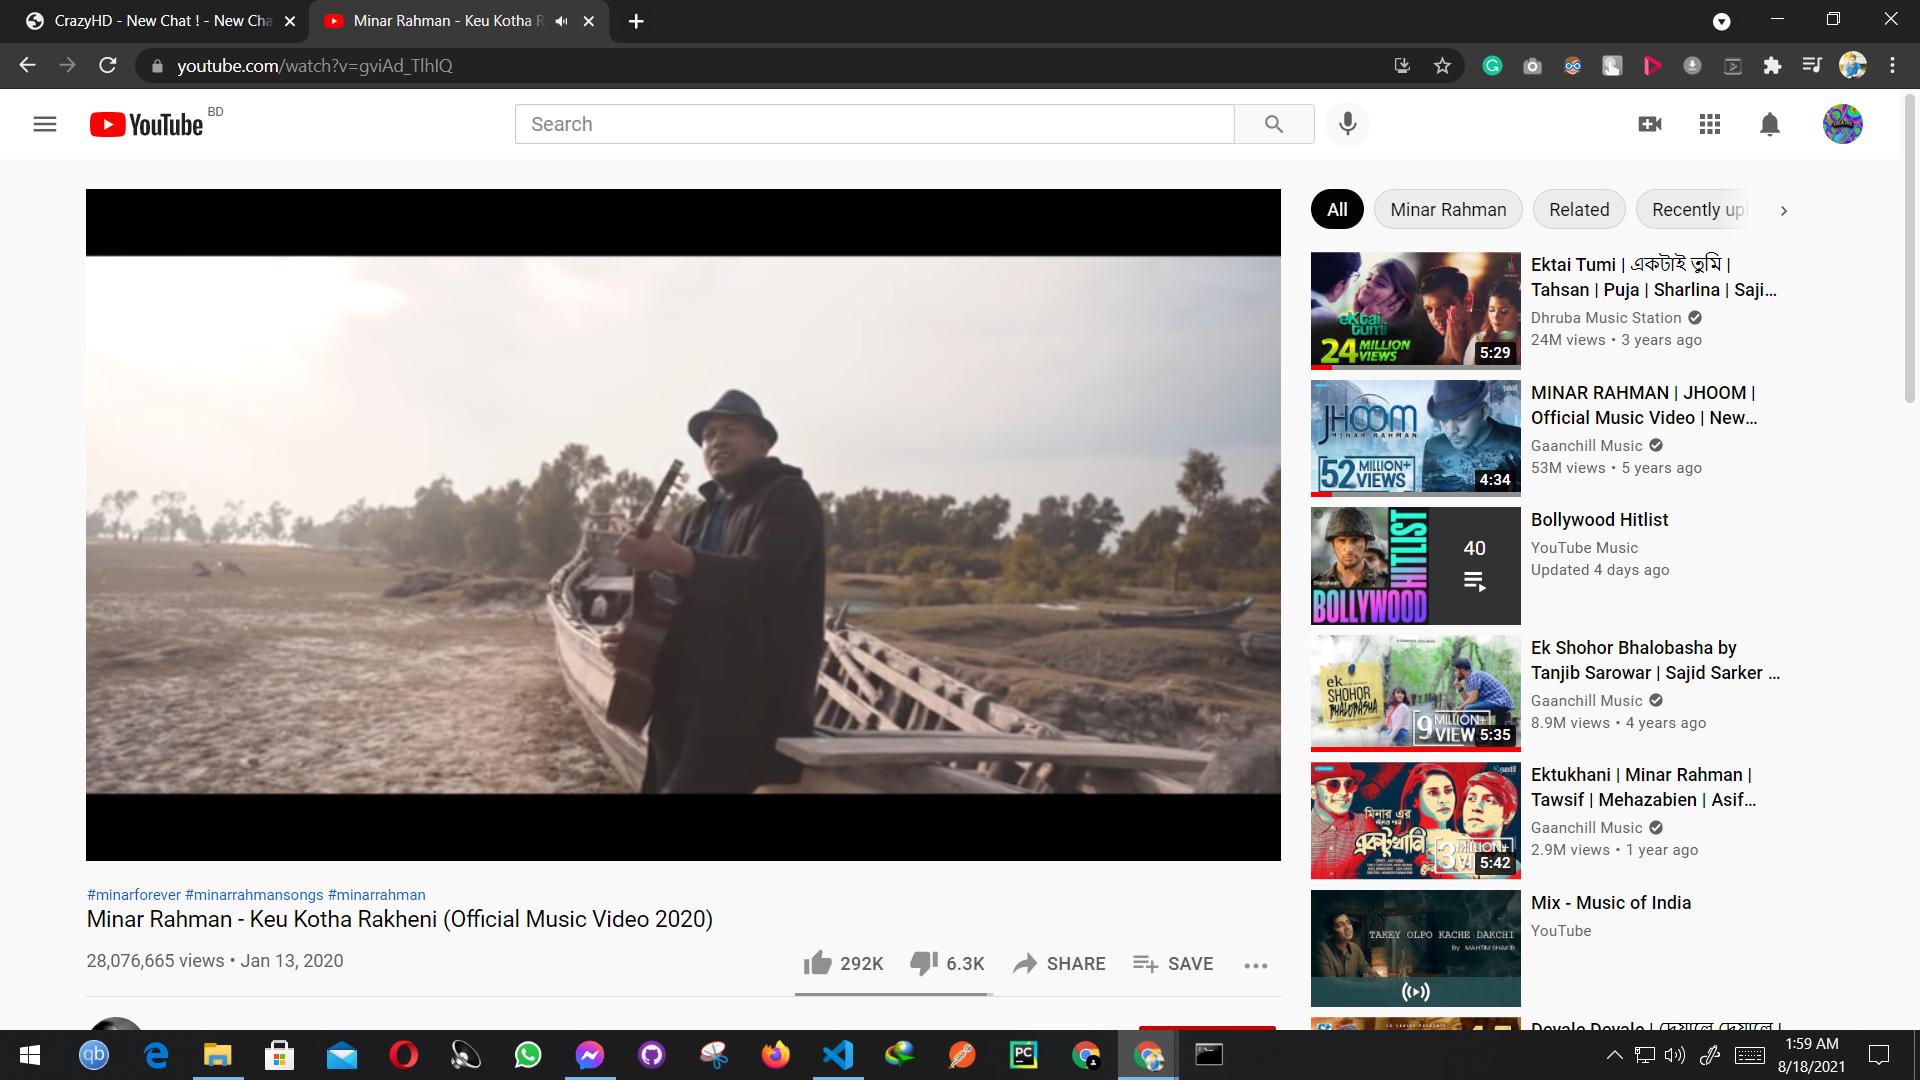 CrazyHD - New Chat ! - New Cha
Minar Rahman - Keu Kotha R
youtube.com/watch?v=gviAd_TlhIQ
YouTube BD
Search
All
Minar Rahman
Related
Recently upl
ektai tumi
24 MILLION VIEWS
5:29
Ektai Tumi | একটাই তুমি |
Tahsan | Puja | Sharlina | Saji...
Dhruba Music Station
24M views • 3 years ago
JHOOM
MINAR RAHMAN
52 MILLION+ VIEWS
4:34
MINAR RAHMAN | JHOOM |
Official Music Video | New...
Gaanchill Music
53M views • 5 years ago
Shershaah
BOLLYWOOD
HITLIST
40
Bollywood Hitlist
YouTube Music
Updated 4 days ago
ek
SHOHOR
BHALOBASHA
9 MILLION+
VIEW
5:35
Ek Shohor Bhalobasha by
Tanjib Sarowar | Sajid Sarker ...
Gaanchill Music
8.9M views • 4 years ago
মিনার এর
একটুখানি
3 MILLION+
5:42
Ektukhani | Minar Rahman |
Tawsif | Mehazabien | Asif...
Gaanchill Music
2.9M views • 1 year ago
TAKEY OLPO KACHE DAKCHI
By MAHTIM SHAKIB
Mix - Music of India
YouTube
Devale Devale | দেয়ালে দেয়ালে |
#minarforever #minarrahmansongs #minarrahman
Minar Rahman - Keu Kotha Rakheni (Official Music Video 2020)
28,076,665 views • Jan 13, 2020
292K
6.3K
SHARE
SAVE
qb
PC
1:59 AM
8/18/2021